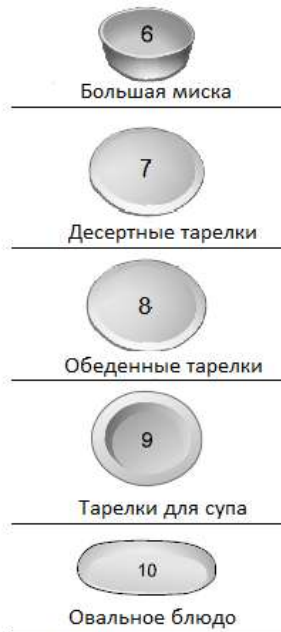 6
Большая миска
7
Десертные тарелки
8
Обеденные тарелки
9
Тарелки для супа
10
Овальное блюдо